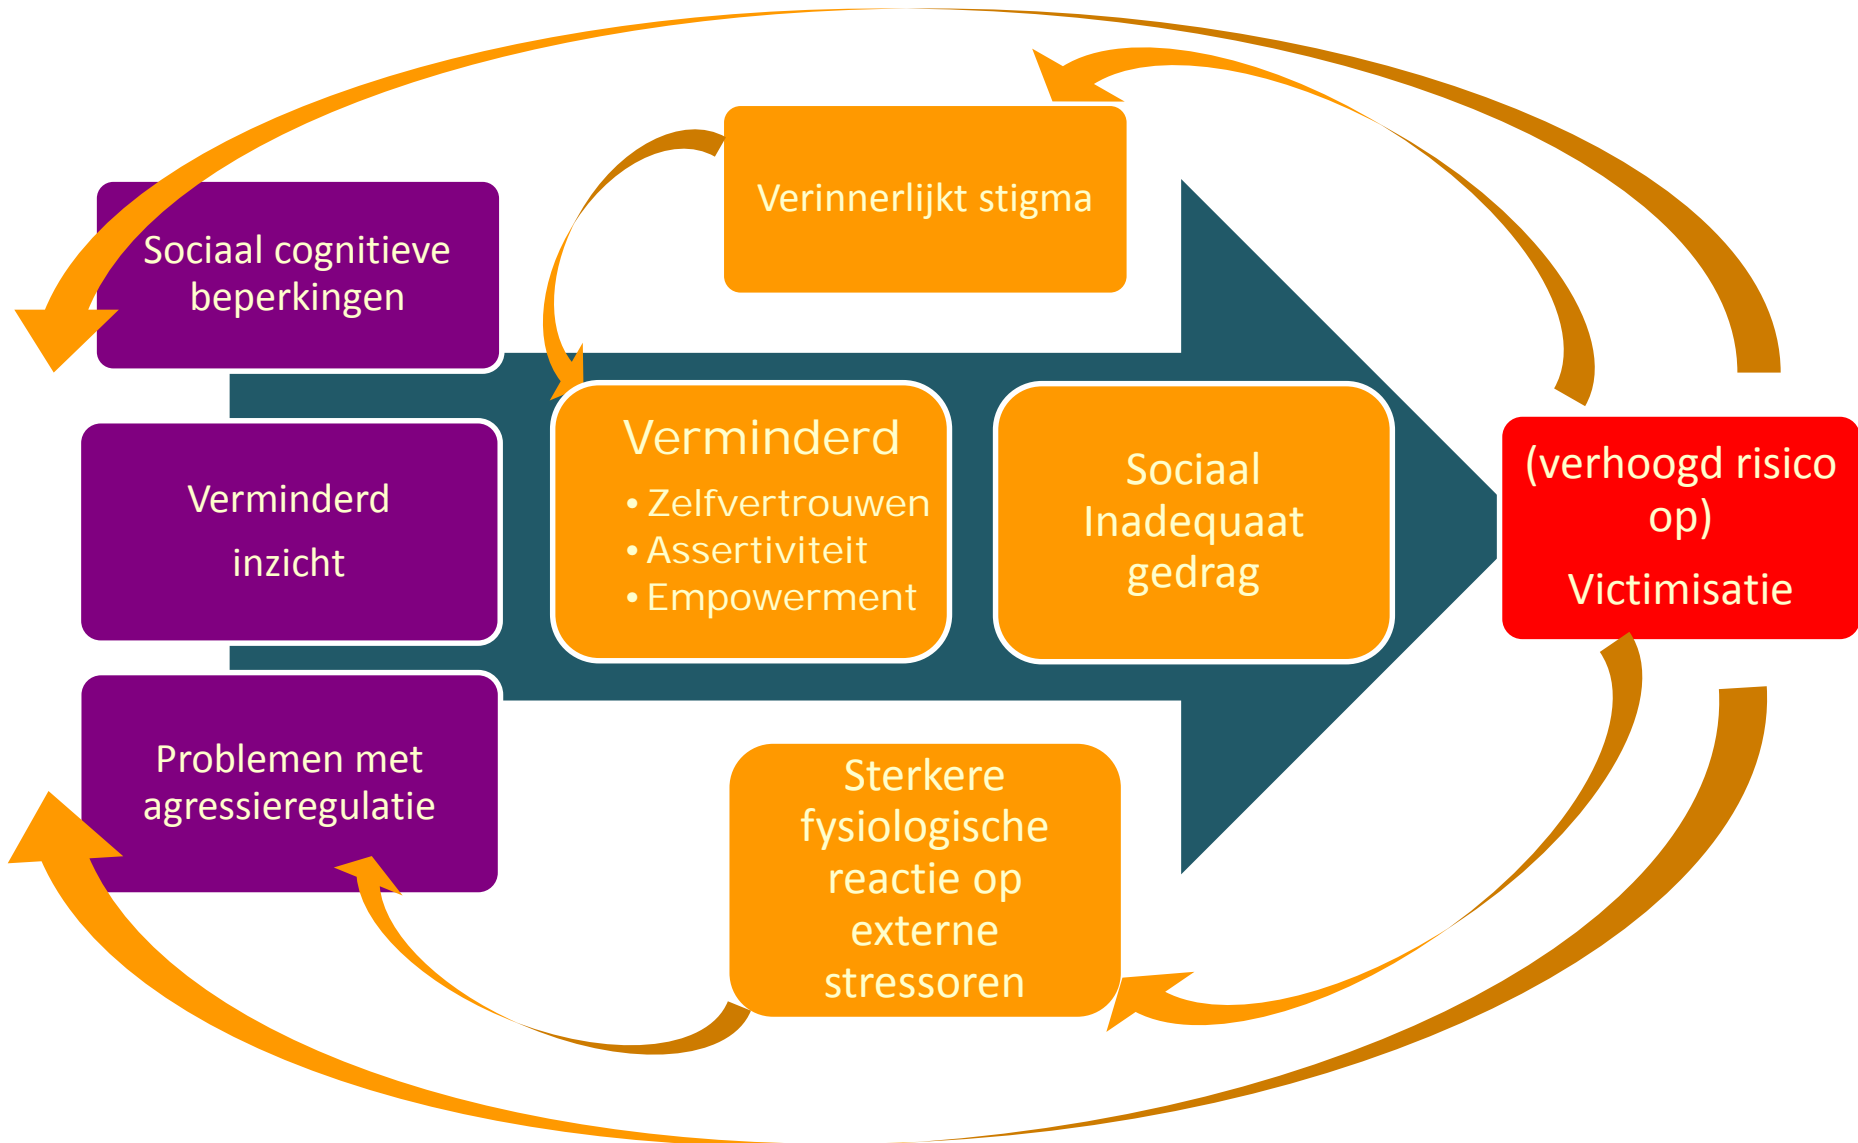 Verinnerlijkt stigma
Sociaal cognitieve
beperkingen
Verminderd
inzicht
Problemen met
agressieregulatie
Verminderd
• Zelfvertrouwen
• Assertiviteit
• Empowerment
Sociaal
Inadequaat
gedrag
(verhoogd risico
op)
Victimisatie
Sterkere
fysiologische
reactie op
externe
stressoren